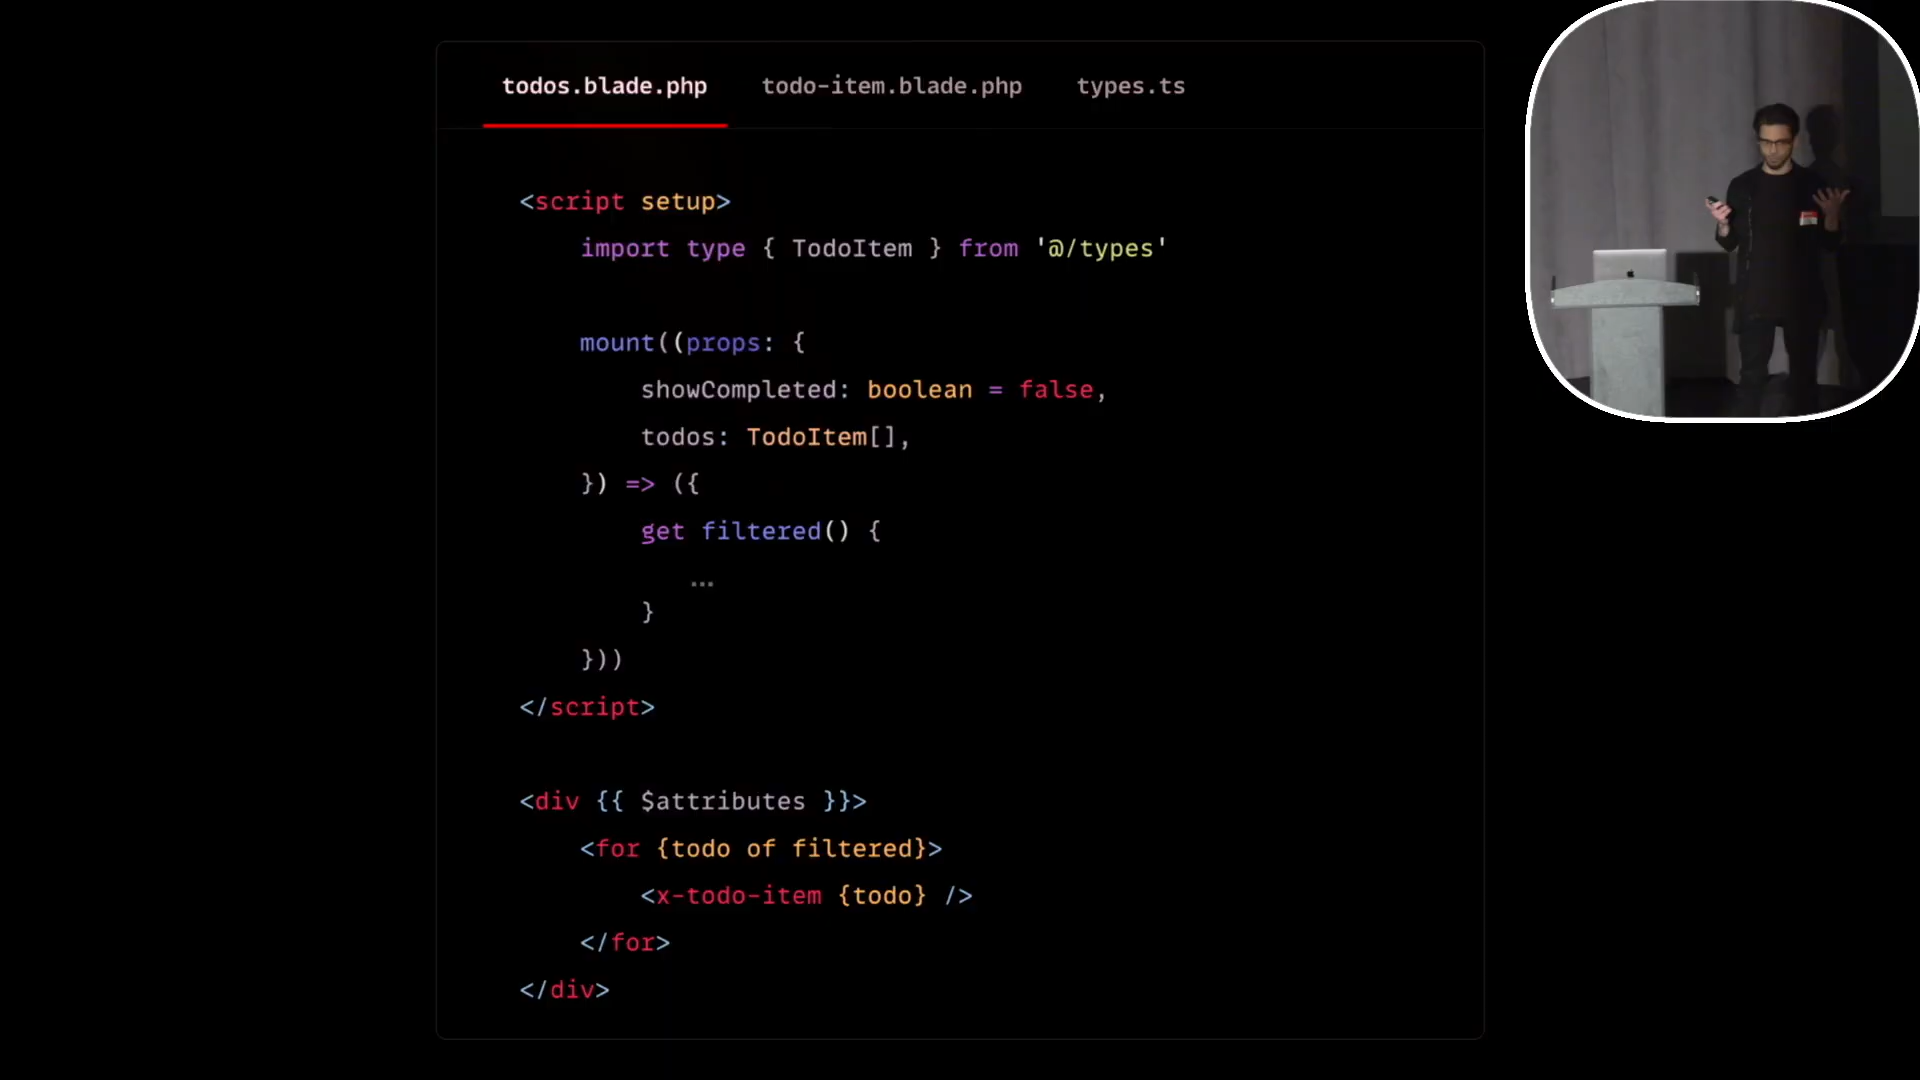 todos.blade.php todo-item.blade.php types.ts
<script setup>
import type { TodoItem } from '@/types'
mount((props: {
showCompleted: boolean = false,
todos: TodoItem[],
}) => ({
get filtered() {
...
}
}))
</script>
<div {{ $attributes }}>
<for {todo of filtered}>
<x-todo-item {todo} />
</for>
</div>